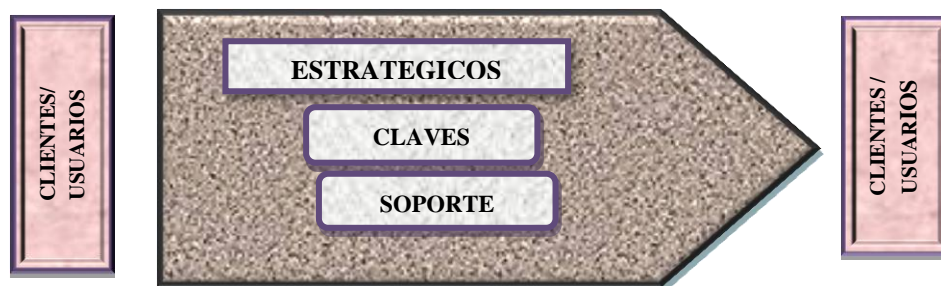 CLIENTES/
USUARIOS
ESTRATEGICOS
CLAVES
SOPORTE
CLIENTES /
USUARIOS